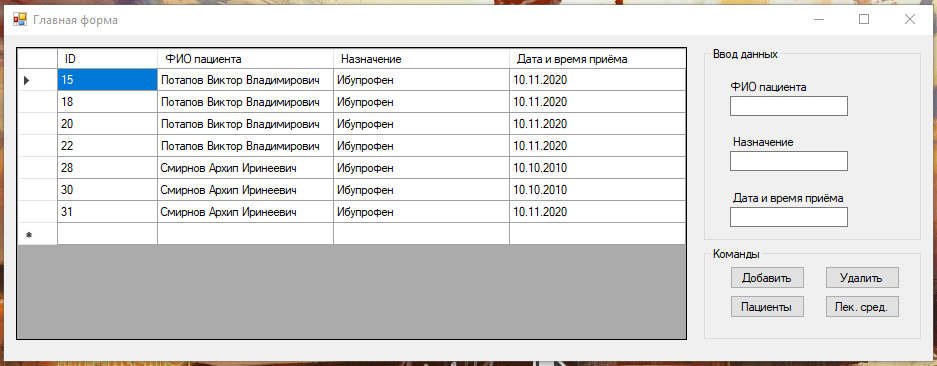 Главная форма
ID ФИО пациента Назначение Дата и время приёма
15 Потапов Виктор Владимирович Ибупрофен 10.11.2020
18 Потапов Виктор Владимирович Ибупрофен 10.11.2020
20 Потапов Виктор Владимирович Ибупрофен 10.11.2020
22 Потапов Виктор Владимирович Ибупрофен 10.11.2020
28 Смирнов Архип Иринеевич Ибупрофен 10.10.2010
30 Смирнов Архип Иринеевич Ибупрофен 10.10.2010
31 Смирнов Архип Иринеевич Ибупрофен 10.11.2020
Ввод данных
ФИО пациента
Назначение
Дата и время приёма
Команды
Добавить Удалить
Пациенты Лек. сред.